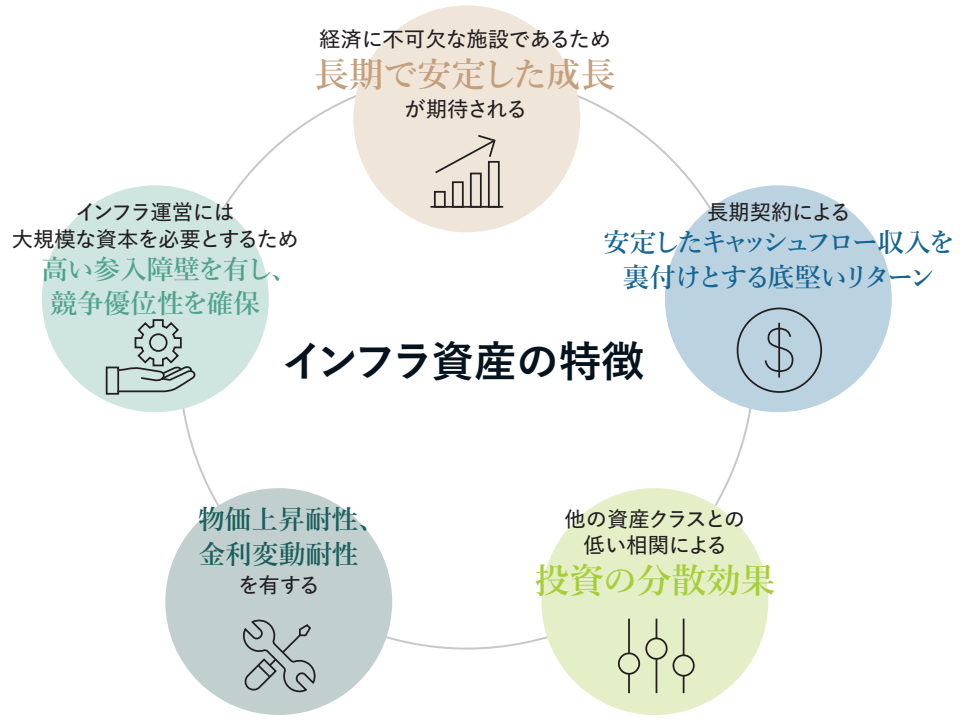 経済に不可欠な施設であるため
長期で安定した成長
が期待される
長期契約による
安定したキャッシュフロー収入を
裏付けとする底堅いリターン
他の資産クラスとの
低い相関による
投資の分散効果
物価上昇耐性、
金利変動耐性
を有する
インフラ運営には
大規模な資本を必要とするため
高い参入障壁を有し、
競争優位性を確保
インフラ資産の特徴
$